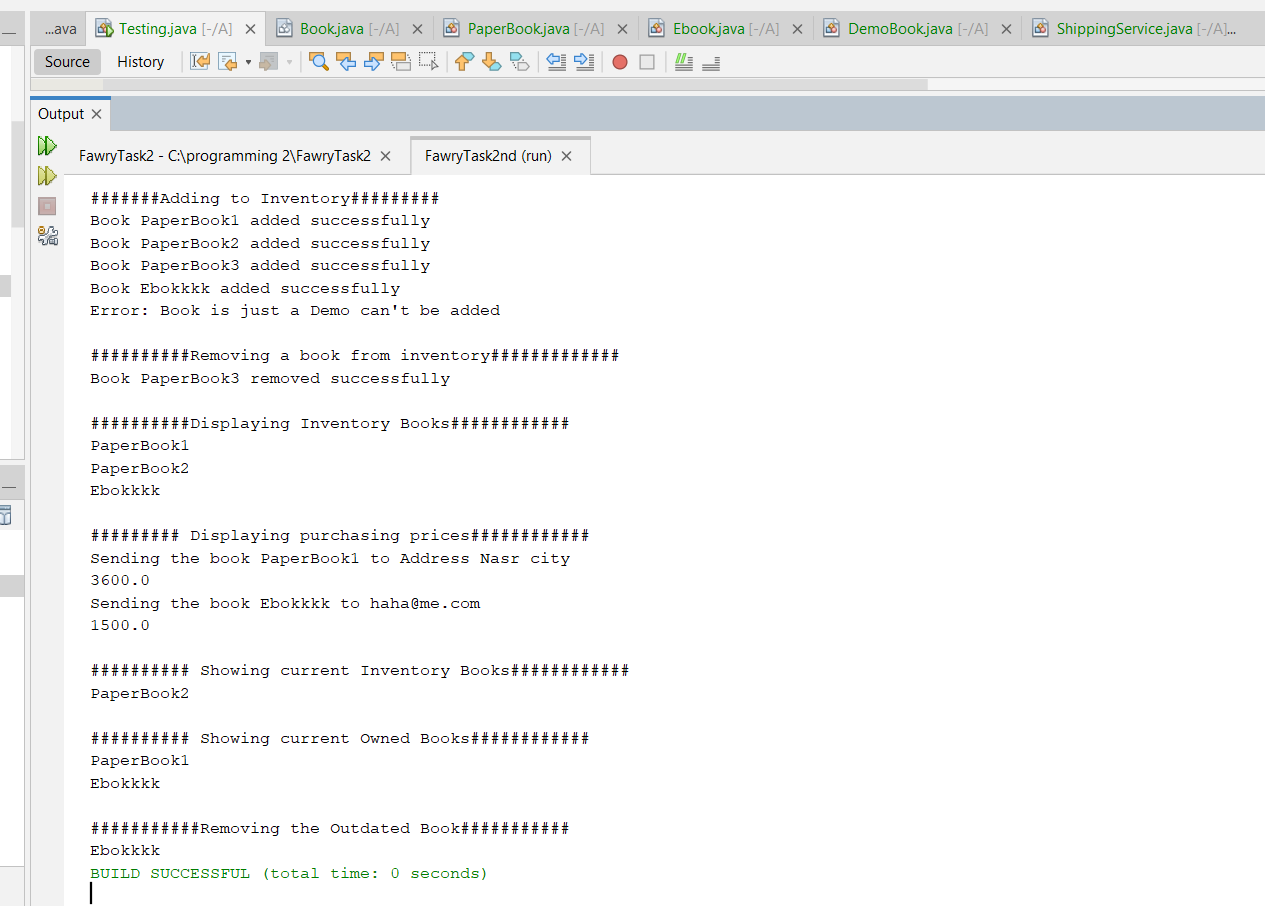 ...ava Testing.java [-/A] Book.java [-/A] PaperBook.java [-/A] Ebook.java [-/A] DemoBook.java [-/A] ShippingService.java [-/A]...
Source History
Output
FawryTask2 - C:\programming 2\FawryTask2 FawryTask2nd (run)
#######Adding to Inventory#########
Book PaperBook1 added successfully
Book PaperBook2 added successfully
Book PaperBook3 added successfully
Book Ebokkkk added successfully
Error: Book is just a Demo can't be added
##########Removing a book from inventory#############
Book PaperBook3 removed successfully
##########Displaying Inventory Books############
PaperBook1
PaperBook2
Ebokkkk
######### Displaying purchasing prices############
Sending the book PaperBook1 to Address Nasr city
3600.0
Sending the book Ebokkkk to haha@me.com
1500.0
########## Showing current Inventory Books############
PaperBook2
########## Showing current Owned Books############
PaperBook1
Ebokkkk
###########Removing the Outdated Book###########
Ebokkkk
BUILD SUCCESSFUL (total time: 0 seconds)